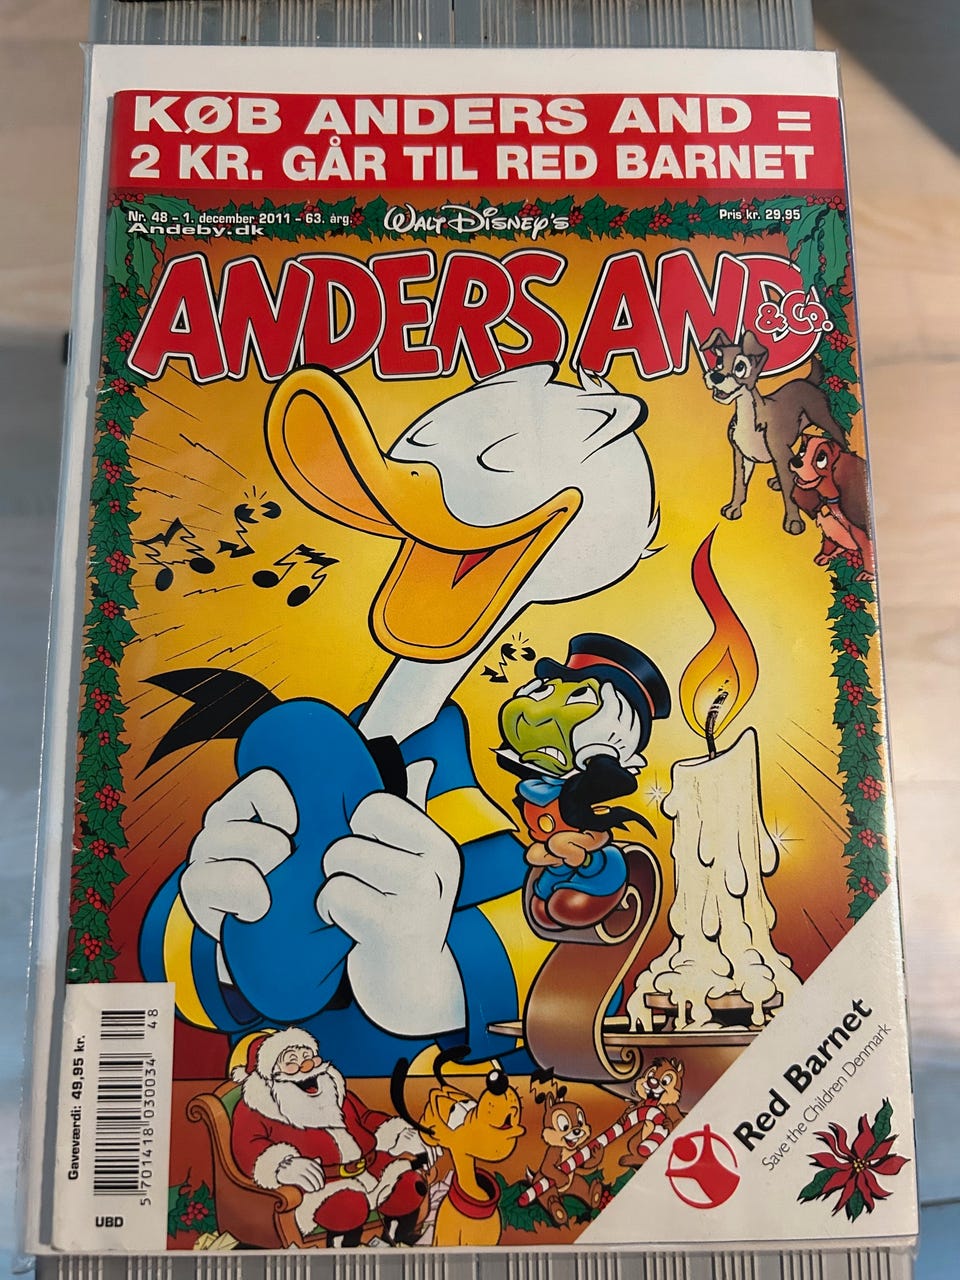 KØB ANDERS AND =
2 KR. GÅR TIL RED BARNET
Nr. 48 – 1. december 2011 – 63. årg.
Andeby.dk
WALT DISNEY'S
Pris kr. 29,95
ANDERS AND
& Co.
Red Barnet
Save the Children Denmark
Gaveværdi: 49,95 kr.
5 701418 030034
48
UBD